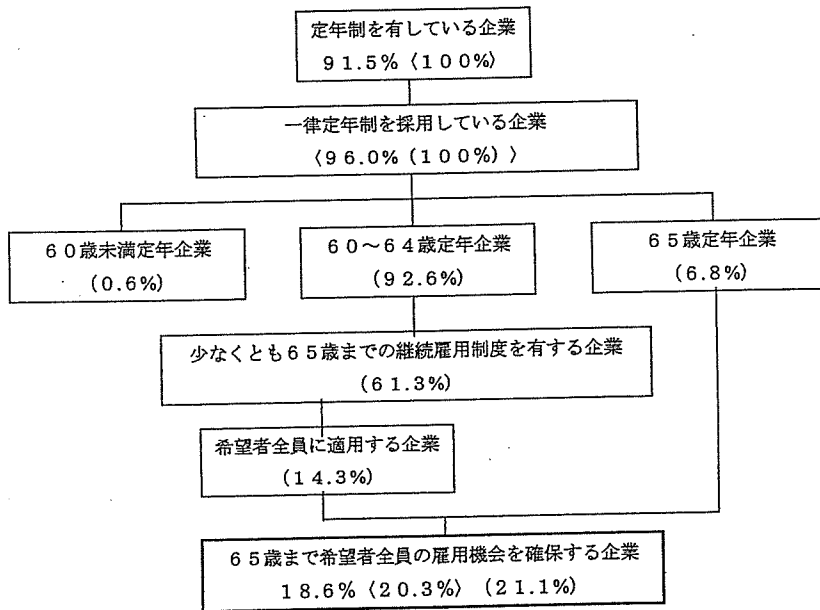 定年制を有している企業
91.5%〈100%〉
一律定年制を採用している企業
〈96.0%(100%)〉
60歳未満定年企業
(0.6%)
60~64歳定年企業
(92.6%)
65歳定年企業
(6.8%)
少なくとも65歳までの継続雇用制度を有する企業
(61.3%)
希望者全員に適用する企業
(14.3%)
65歳まで希望者全員の雇用機会を確保する企業
18.6%〈20.3%〉(21.1%)